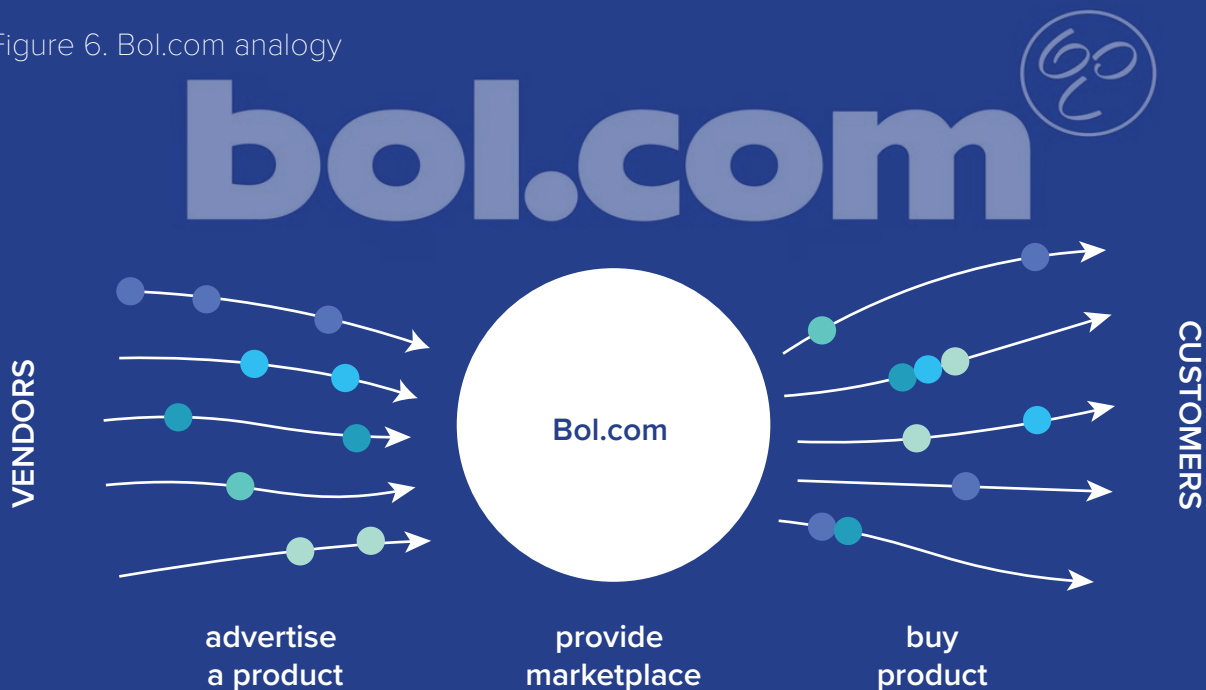 Figure 6. Bol.com analogy
bol.com
VENDORS
Bol.com
CUSTOMERS
advertise
a product
provide
marketplace
buy
product